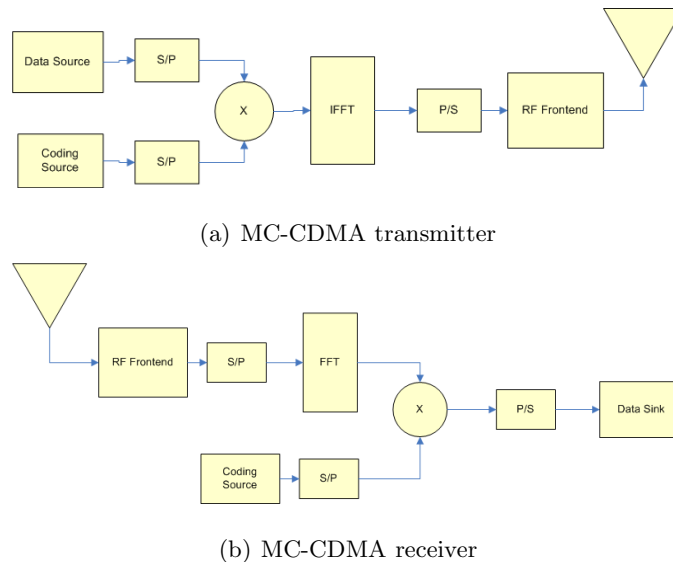 Data Source
S/P
X
IFFT
P/S
RF Frontend
Coding
Source
S/P
(a) MC-CDMA transmitter
RF Frontend
S/P
FFT
X
P/S
Data Sink
Coding
Source
S/P
(b) MC-CDMA receiver